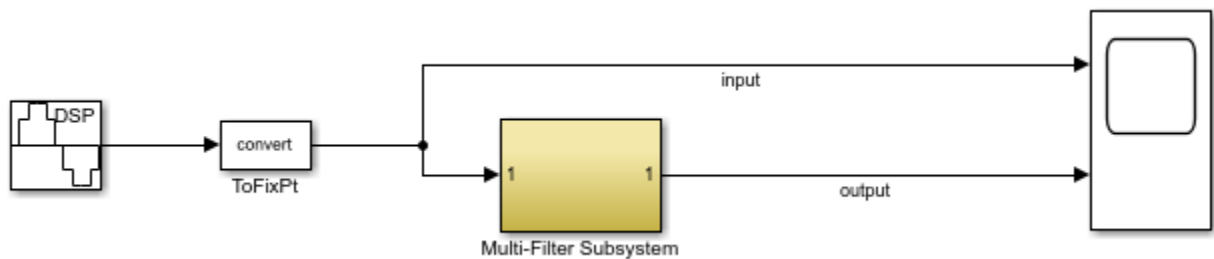 DSP
convert
ToFixPt
input
1
1
output
Multi-Filter Subsystem